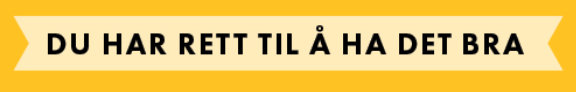 DU HAR RETT TIL Å HA DET BRA